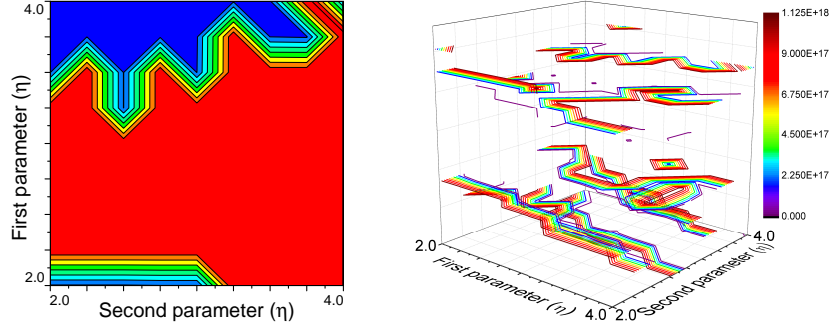 4.0
First parameter (η)
2.0
2.0
4.0
Second parameter (η)
2.0
First parameter (η)
4.0
2.0
Second parameter (η)
4.0
1.125E+18
9.000E+17
6.750E+17
4.500E+17
2.250E+17
0.000